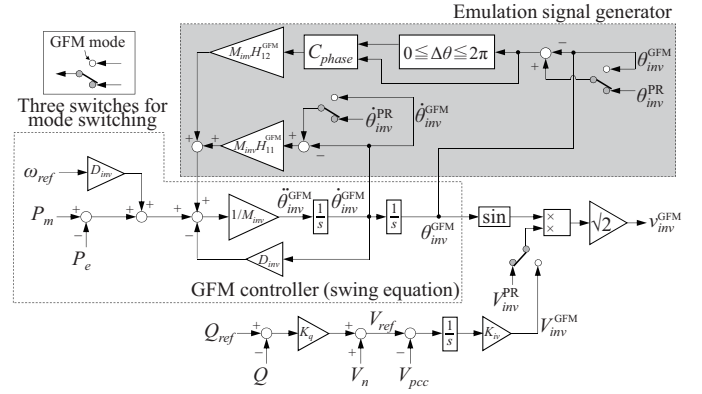 Emulation signal generator
GFM mode
Three switches for
mode switching
M_inv H_12^GFM
C_phase
0≦Δθ≦2π
−
+
θ_inv^GFM
θ_inv^PR
M_inv H_11^GFM
+
+
+
−
θ̇_inv^PR
θ̇_inv^GFM
ω_ref
D_inv
P_m
+
−
P_e
+
+
+
+
−
1/M_inv
θ̈_inv^GFM
1/s
θ̇_inv^GFM
1/s
θ_inv^GFM
D_inv
GFM controller (swing equation)
sin
×
×
√2
v_inv^GFM
V_inv^PR
V_inv^GFM
Q_ref
+
−
Q
K_q
+
+
V_n
V_ref
+
−
V_pcc
1/s
K_iv